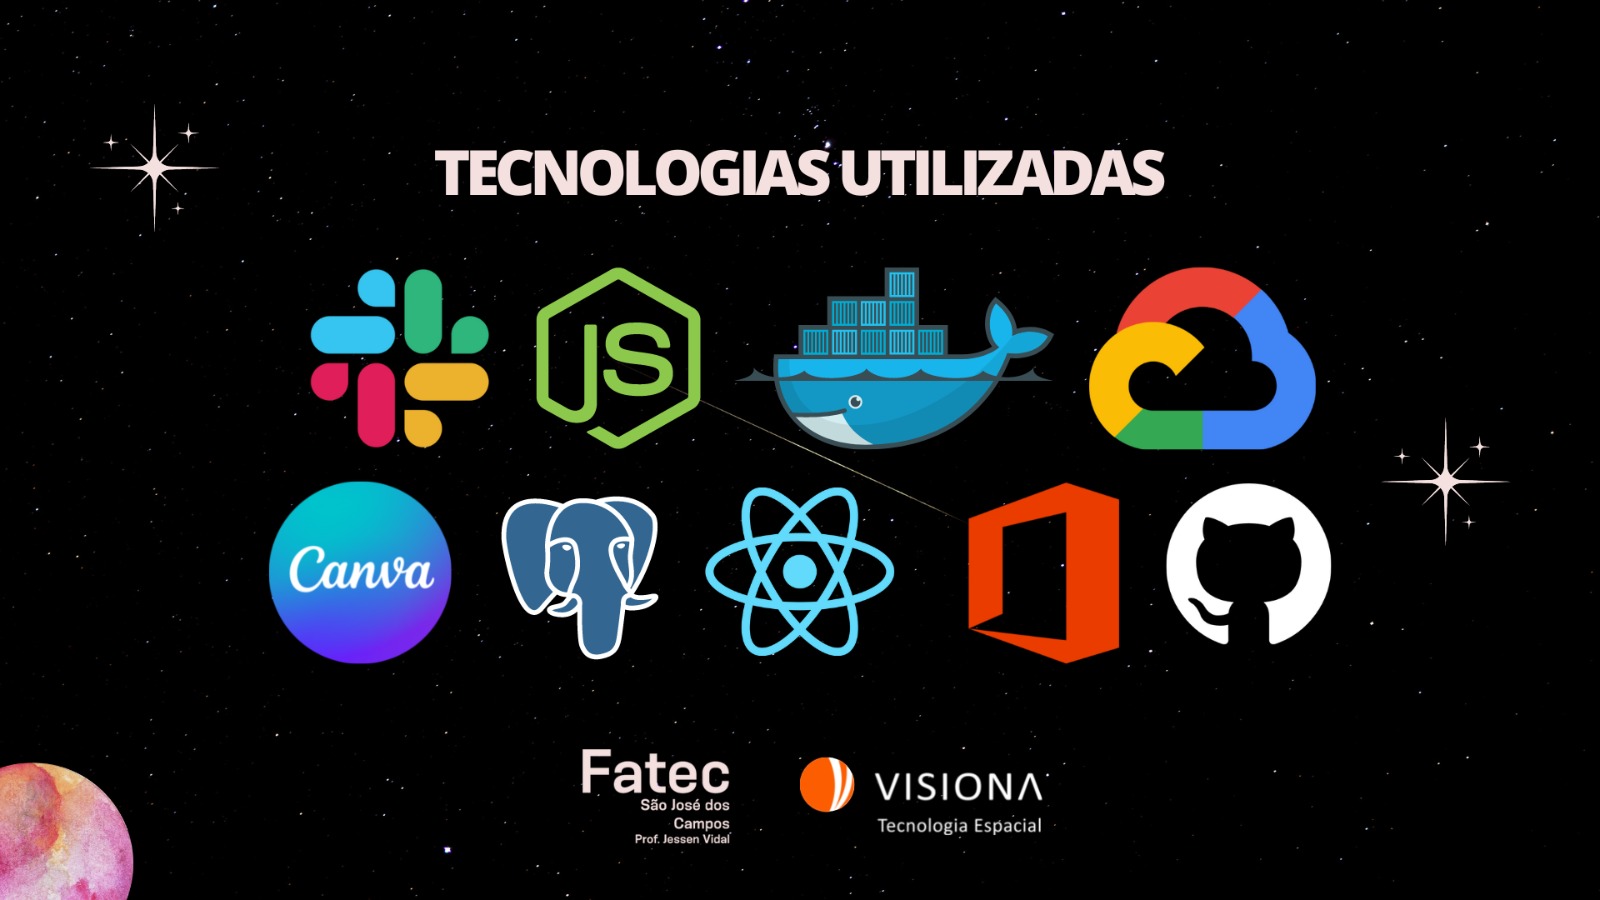 TECNOLOGIAS UTILIZADAS
JS
Canva
Fatec
São José dos
Campos
Prof. Jessen Vidal
VISIONA
Tecnologia Espacial